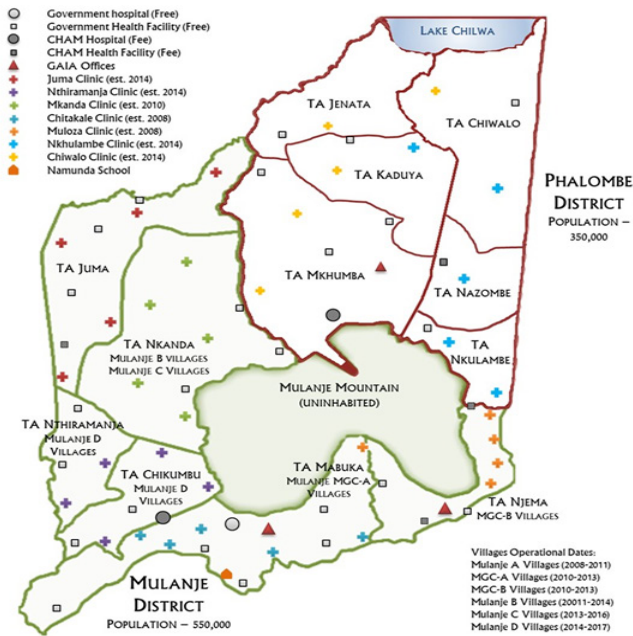 Government hospital (Free)
Government Health Facility (Free)
CHAM Hospital (Fee)
CHAM Health Facility (Fee)
GAIA Offices
Juma Clinic (est. 2014)
Nthiramanja Clinic (est. 2014)
Mkanda Clinic (est. 2010)
Chitakale Clinic (est. 2008)
Muloza Clinic (est. 2008)
Nkhulambe Clinic (est. 2014)
Chiwalo Clinic (est. 2014)
Namunda School
LAKE CHILWA
TA JENATA
TA CHIWALO
TA KADUYA
PHALOMBE
DISTRICT
POPULATION –
350,000
TA JUMA
TA MKHUMBA
TA NAZOMBE
TA NKANDA
MULANJE B VILLAGES
MULANJE C VILLAGES
TA
NKULAMBE
MULANJE MOUNTAIN
(UNINHABITED)
TA NTHIRAMANJA
MULANJE D
VILLAGES
TA CHIKUMBU
MULANJE D
VILLAGES
TA MABUKA
MULANJE MGC-A
VILLAGES
TA NJEMA
MGC-B VILLAGES
MULANJE
DISTRICT
POPULATION – 550,000
Villages Operational Dates:
Mulanje A Villages (2008-2011)
MGC-A Villages (2010-2013)
MGC-B Villages (2010-2013)
Mulanje B Villages (20011-2014)
Mulanje C Villages (2013-2016)
Mulanje D Villages (2014-2017)